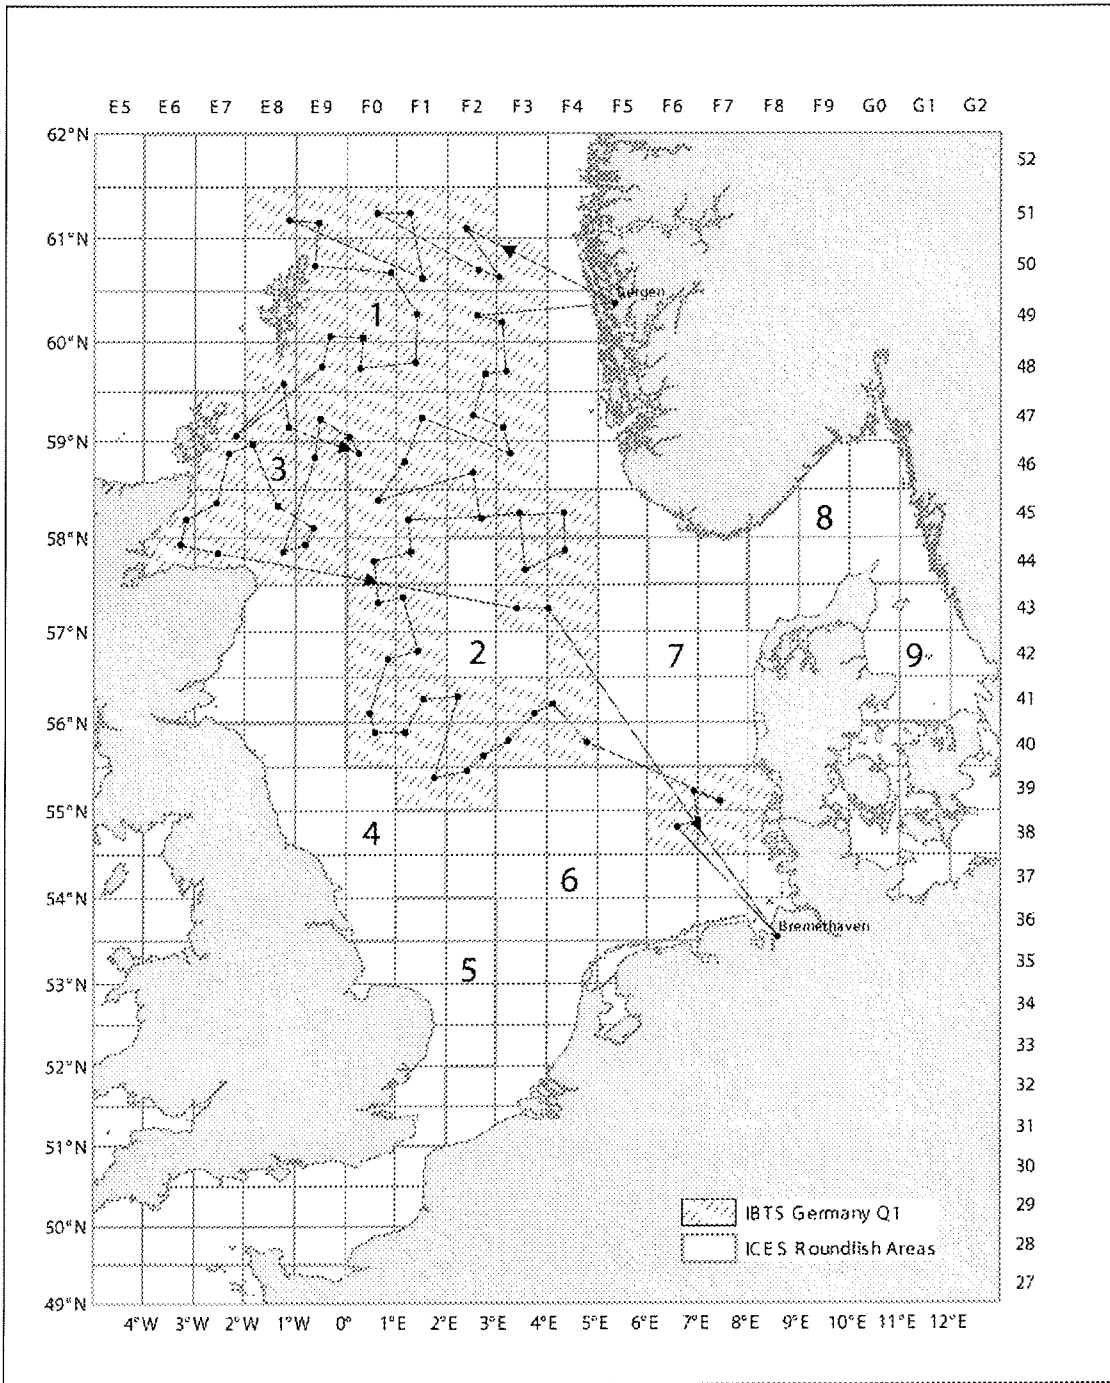 E5 E6 E7 E8 E9 F0 F1 F2 F3 F4 F5 F6 F7 F8 F9 G0 G1 G2
62°N
52
51
61°N
50
Bergen
1
49
60°N
48
47
59°N
3
46
8
45
58°N
44
43
57°N
2
7
9
42
41
56°N
40
39
55°N
4
38
6
37
54°N
36
Bremerhaven
5
35
53°N
34
33
52°N
32
31
51°N
30
IBTS Germany Q1
29
50°N
ICES Roundfish Areas
28
27
49°N
4°W 3°W 2°W 1°W 0° 1°E 2°E 3°E 4°E 5°E 6°E 7°E 8°E 9°E 10°E 11°E 12°E